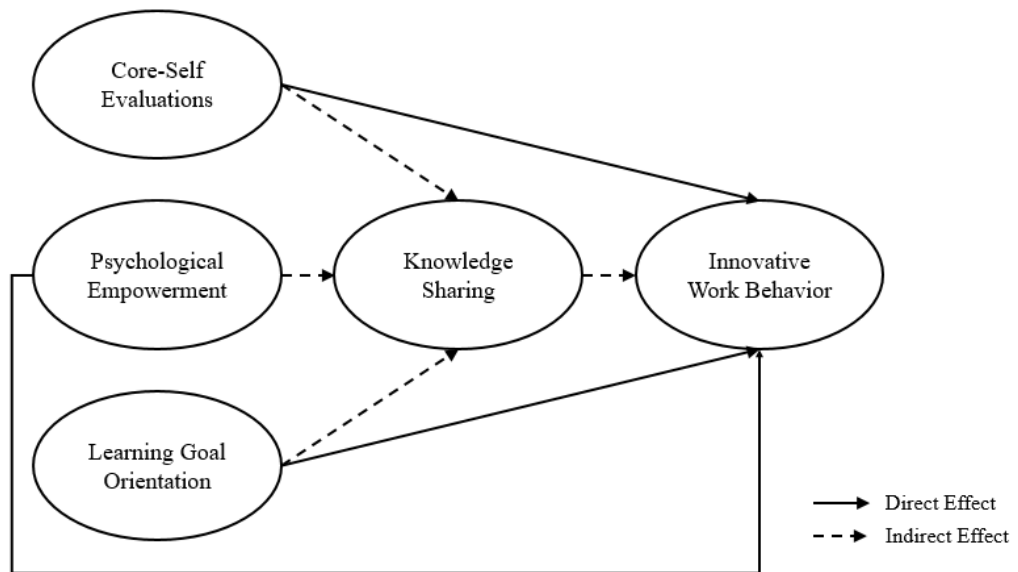 Core-Self
Evaluations
Psychological
Empowerment
Knowledge
Sharing
Innovative
Work Behavior
Learning Goal
Orientation
Direct Effect
Indirect Effect